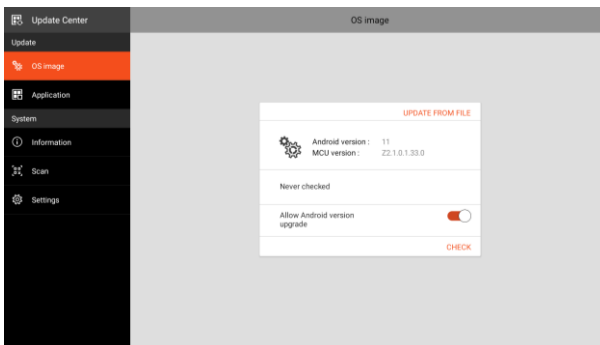 Update Center
OS image
Update
OS image
Application
System
Information
Scan
Settings
UPDATE FROM FILE
Android version : 11
MCU version : Z2.1.0.1.33.0
Never checked
Allow Android version
upgrade
CHECK